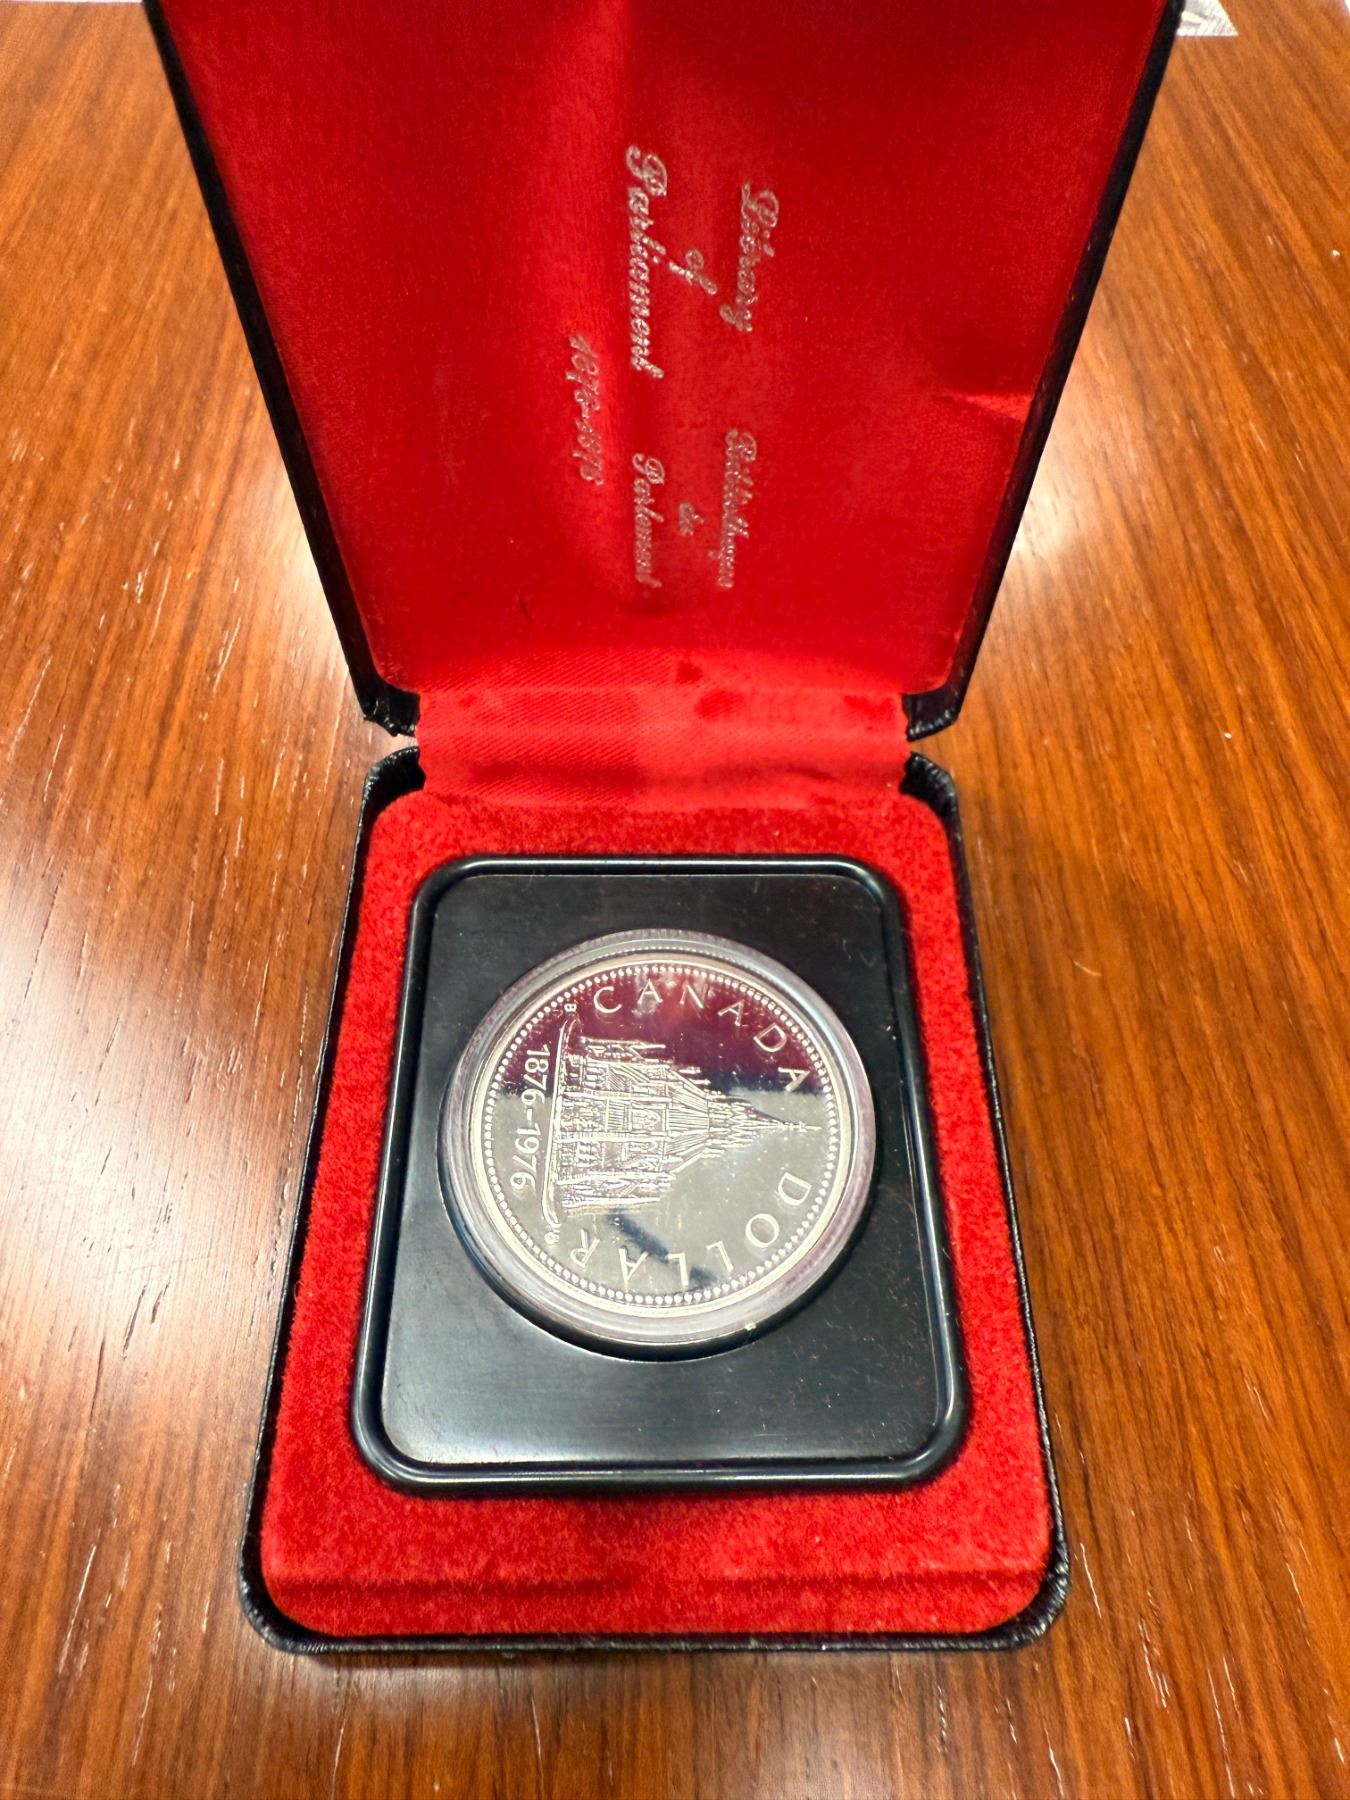 Library
of
Parliament
Bibliothèque
du
Parlement
1876-1976
CANADA DOLLAR
B
1876-1976